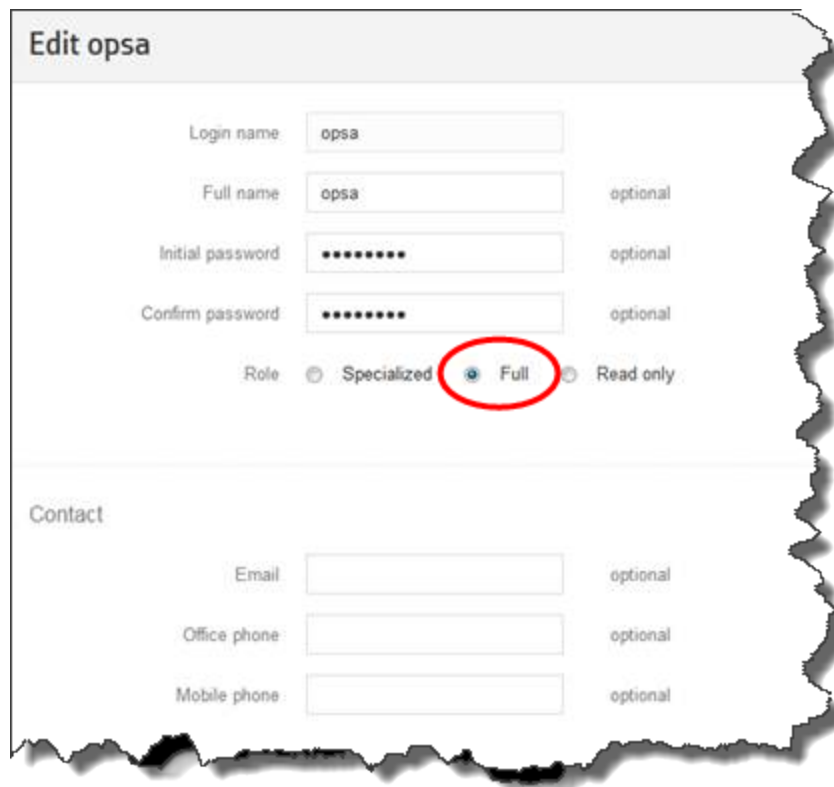 Edit opsa
Login name opsa
Full name opsa optional
Initial password •••••••• optional
Confirm password •••••••• optional
Role Specialized Full Read only
Contact
Email optional
Office phone optional
Mobile phone optional